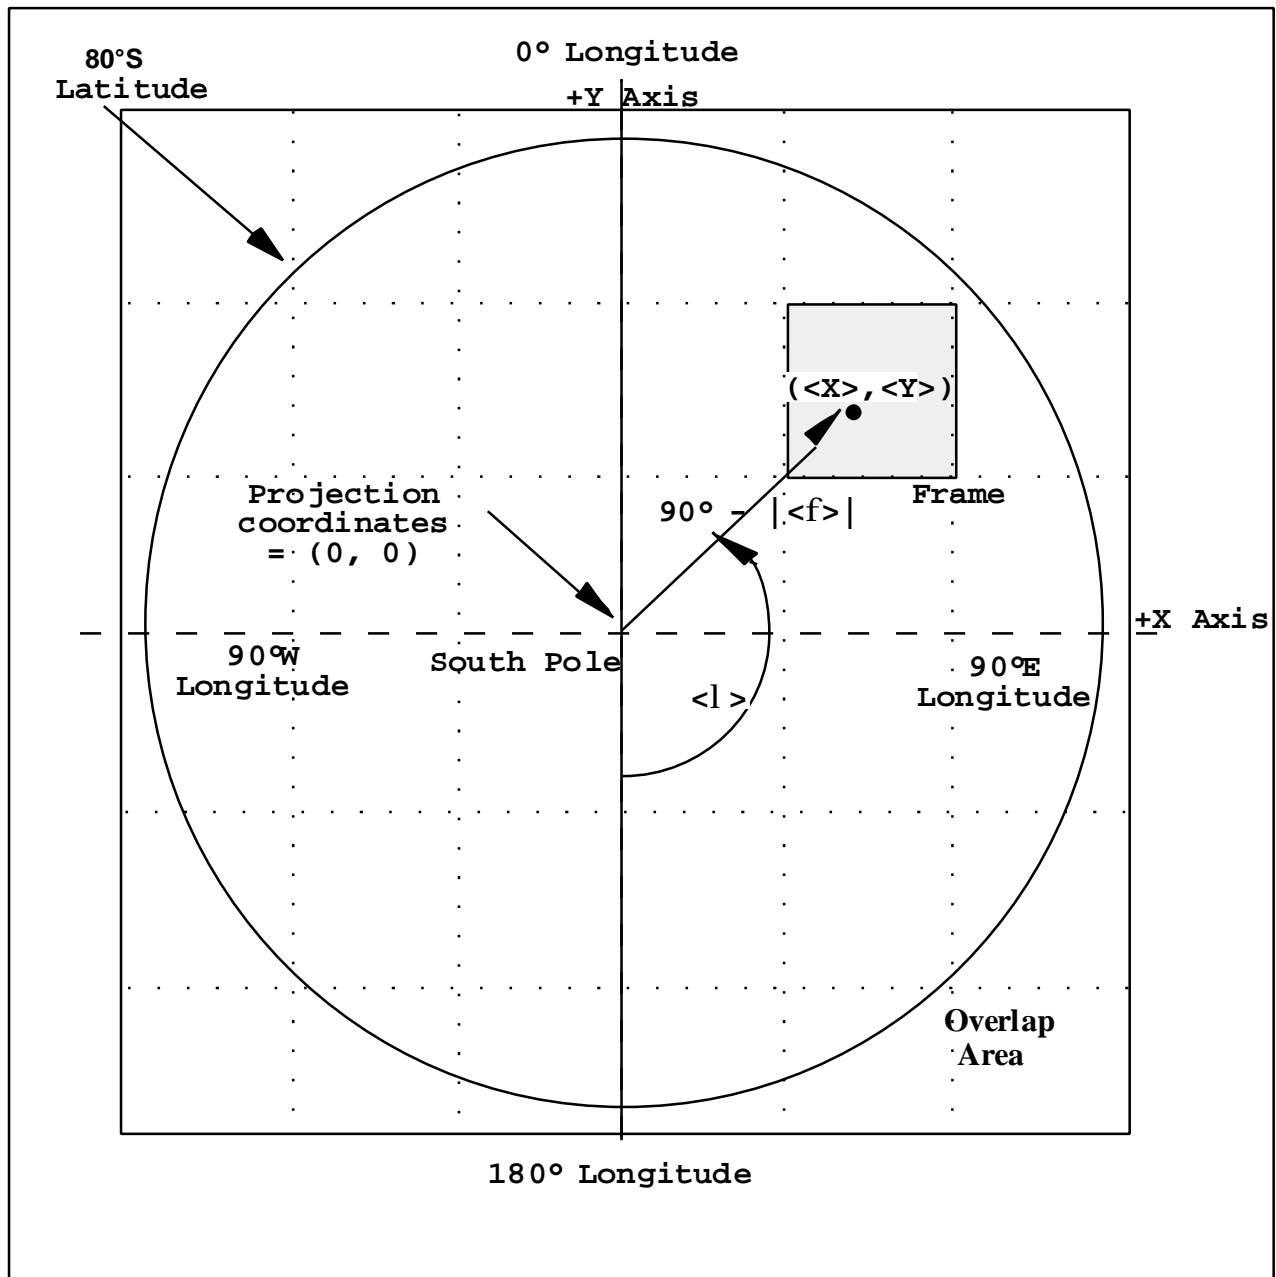 80°S
Latitude
0° Longitude
+Y Axis
(<X>,<Y>)
Projection
coordinates
= (0, 0)
90° - |<f>|
Frame
+X Axis
90°W
Longitude
South Pole
90°E
Longitude
<l >
Overlap
Area
180° Longitude